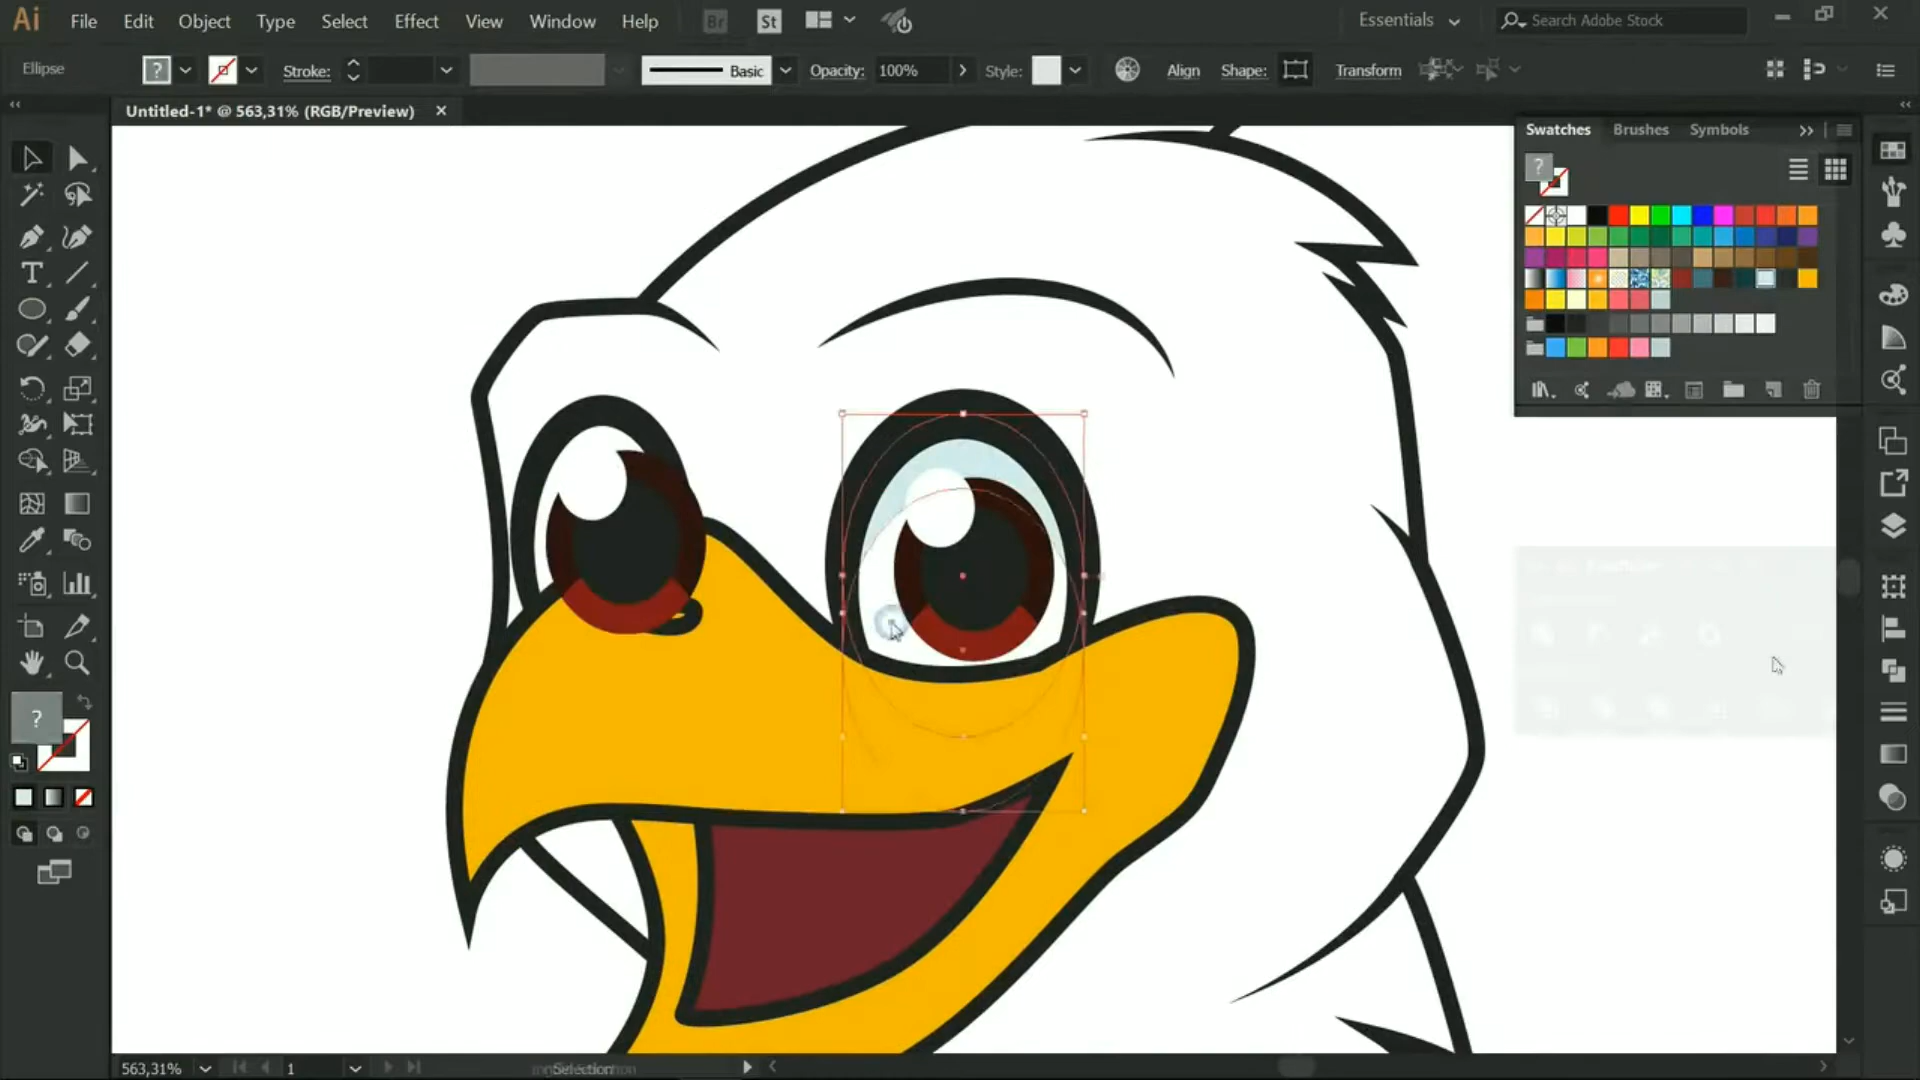 Ai File Edit Object Type Select Effect View Window Help Br St Essentials Search Adobe Stock
Ellipse ? Stroke: Basic Opacity: 100% Style: Align Shape: Transform
Untitled-1* @ 563,31% (RGB/Preview) ×
Swatches Brushes Symbols
?
T
?
563,31% 1 Selection